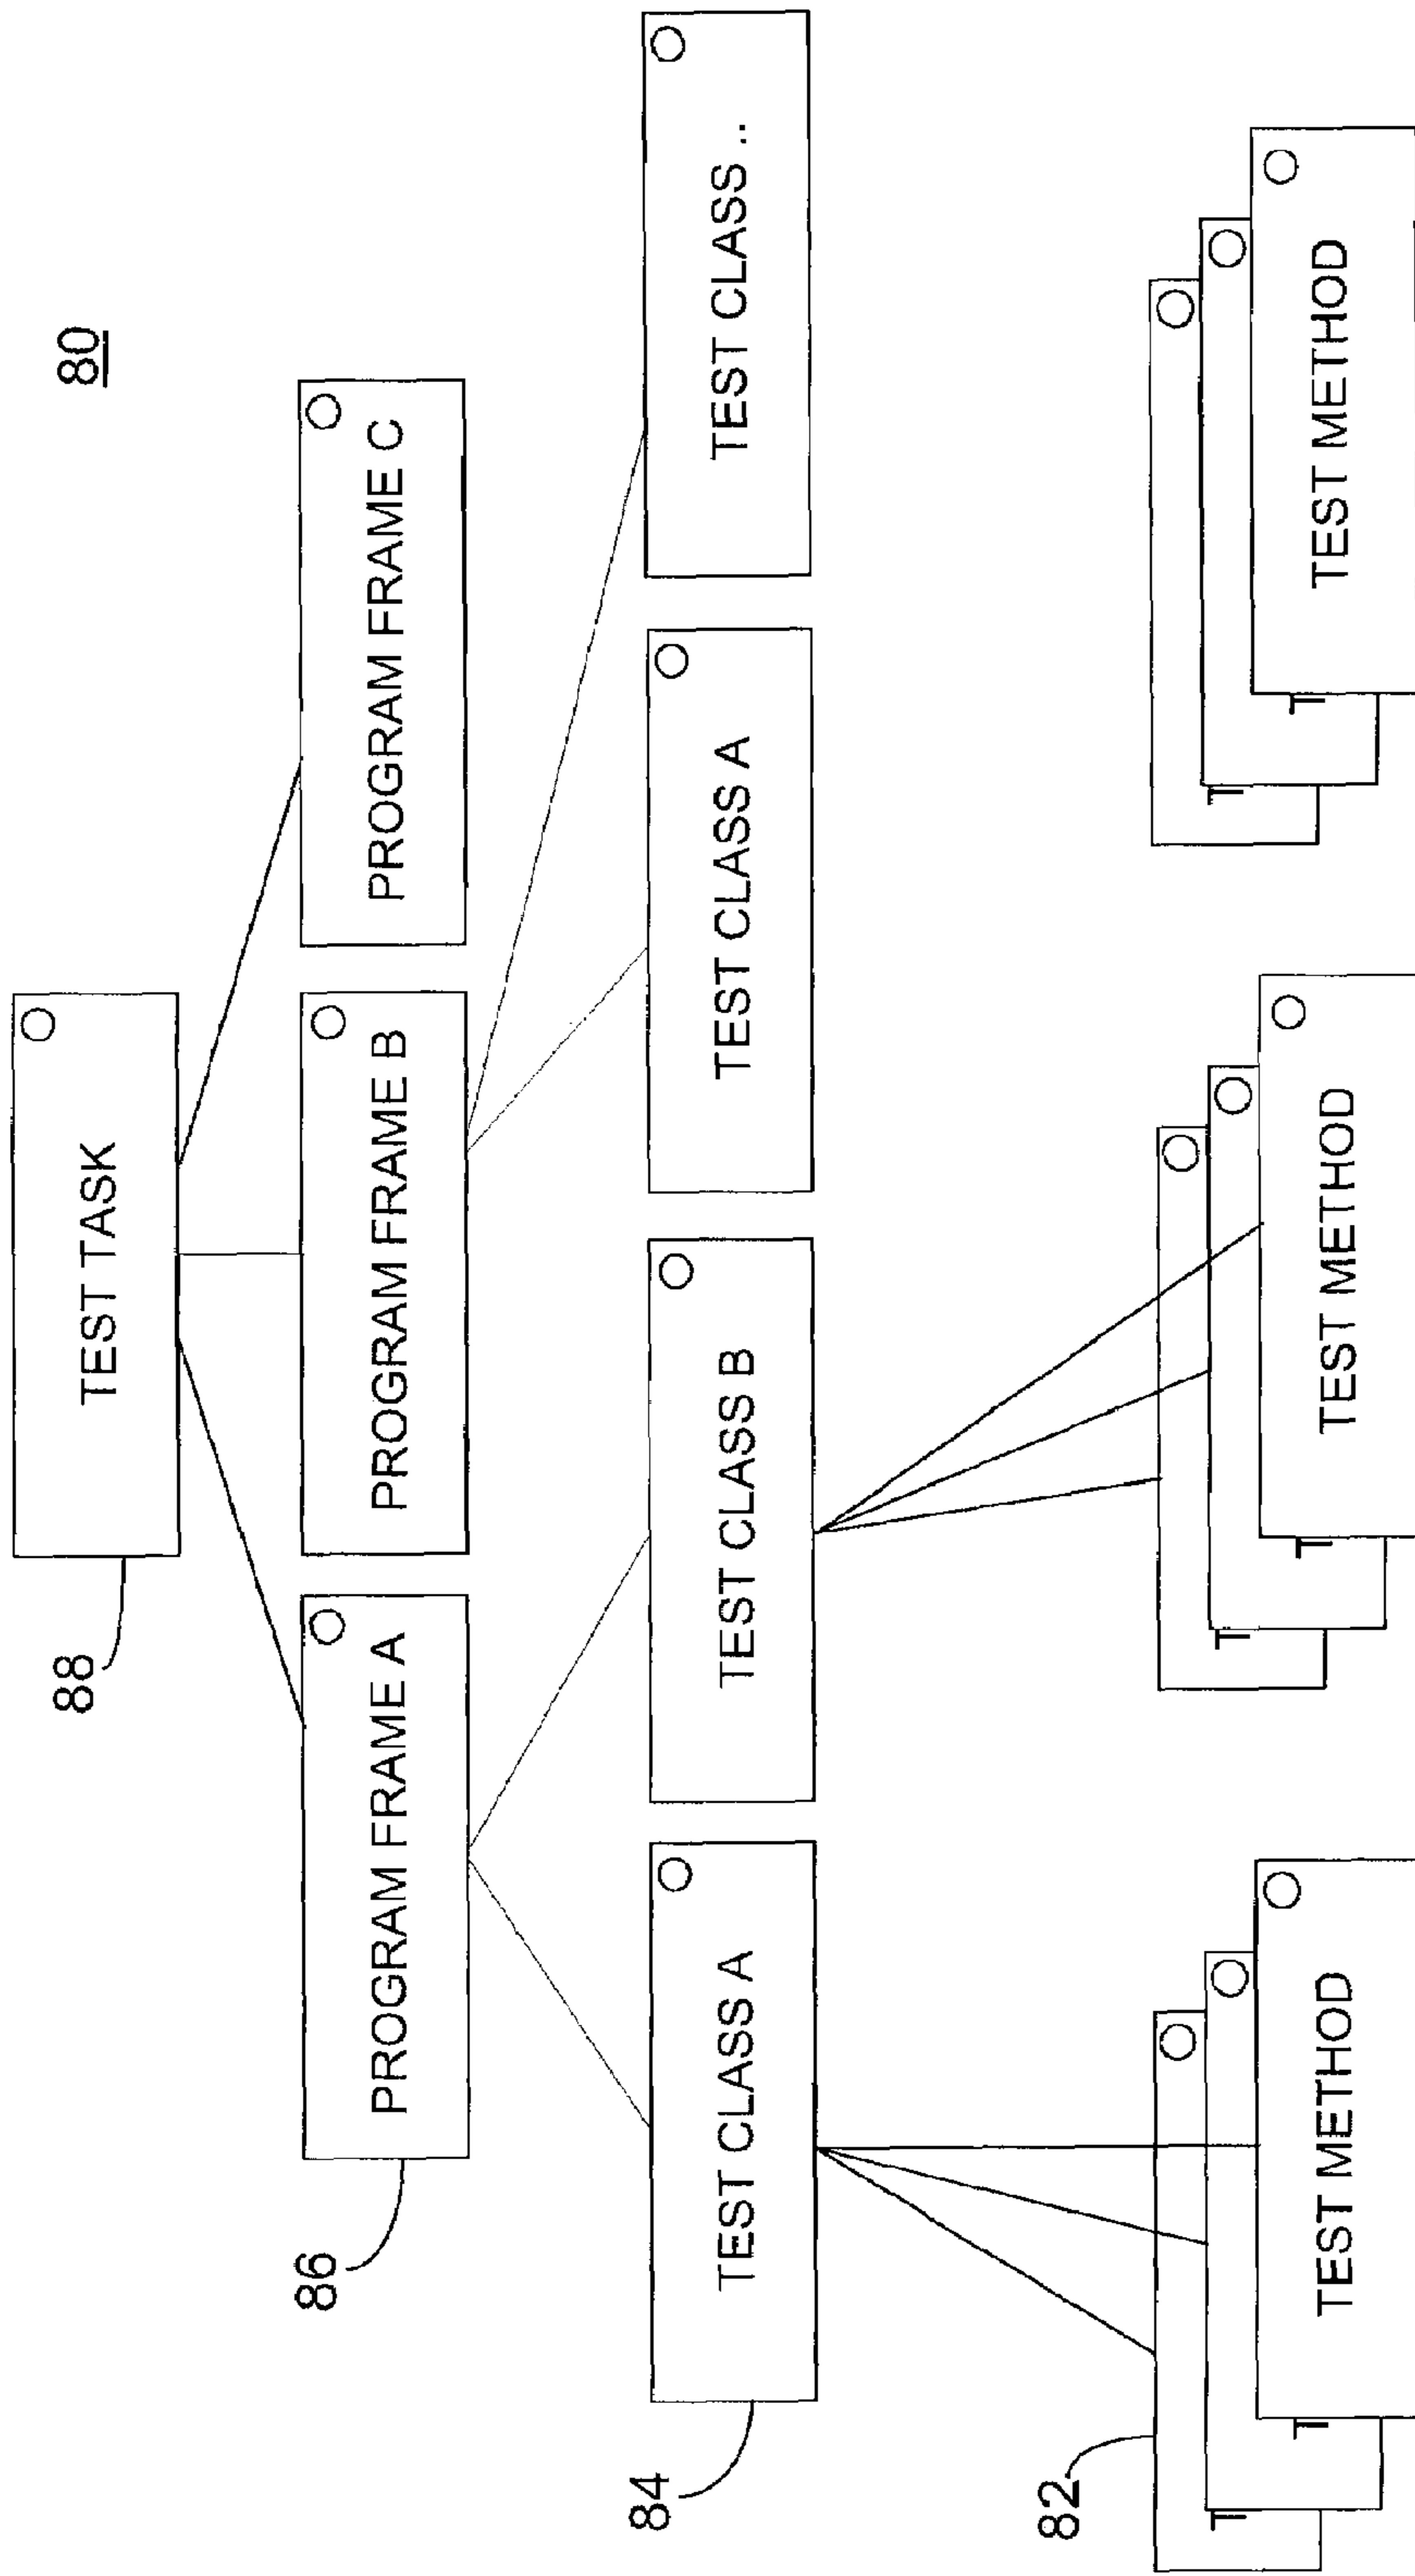 80
88
TEST TASK
86
PROGRAM FRAME A
PROGRAM FRAME B
PROGRAM FRAME C
84
TEST CLASS A
TEST CLASS B
TEST CLASS A
TEST CLASS ..
82
T
T
TEST METHOD
T
T
TEST METHOD
T
T
TEST METHOD